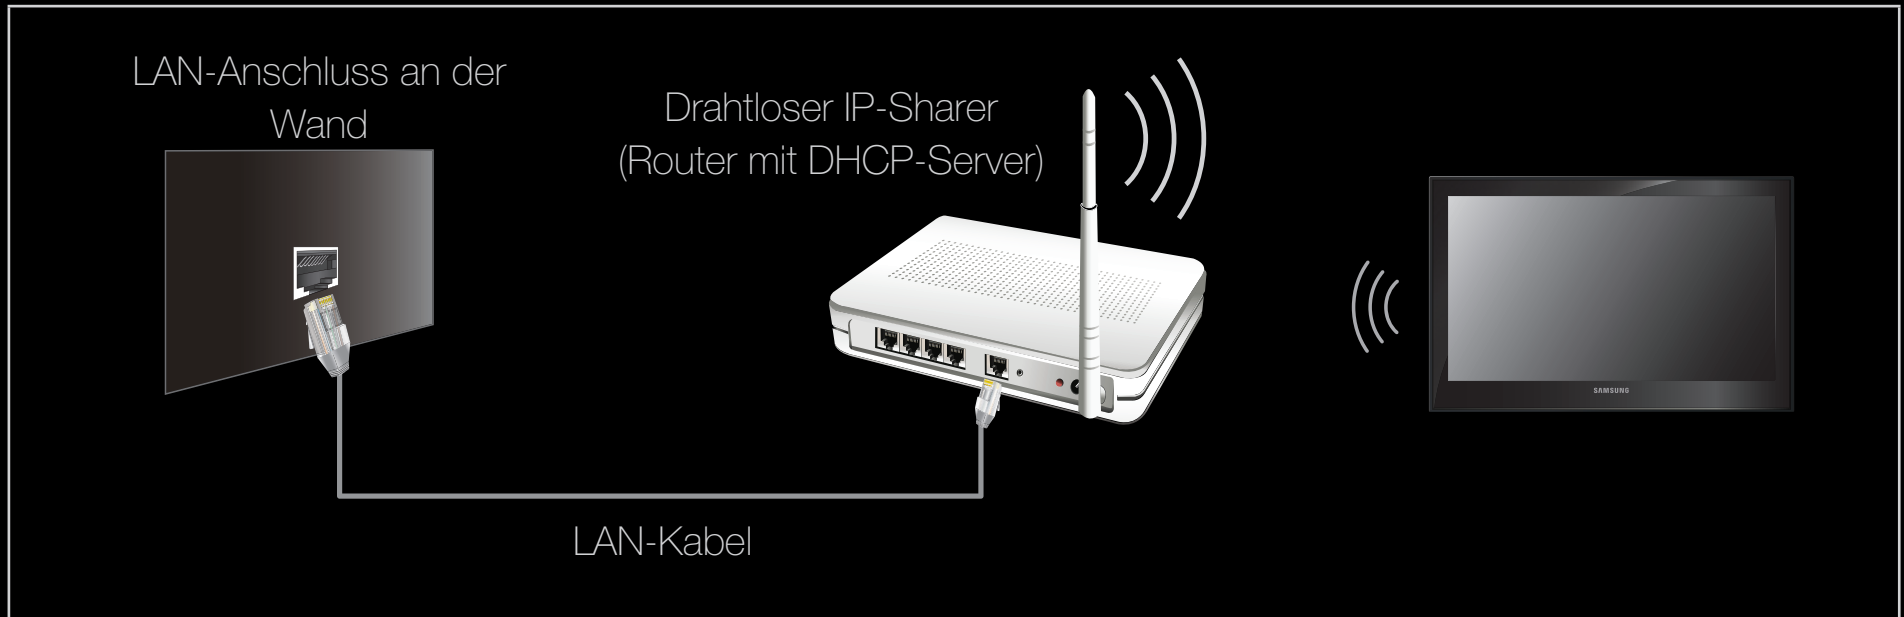 LAN-Anschluss an der
Wand
Drahtloser IP-Sharer
(Router mit DHCP-Server)
SAMSUNG
LAN-Kabel